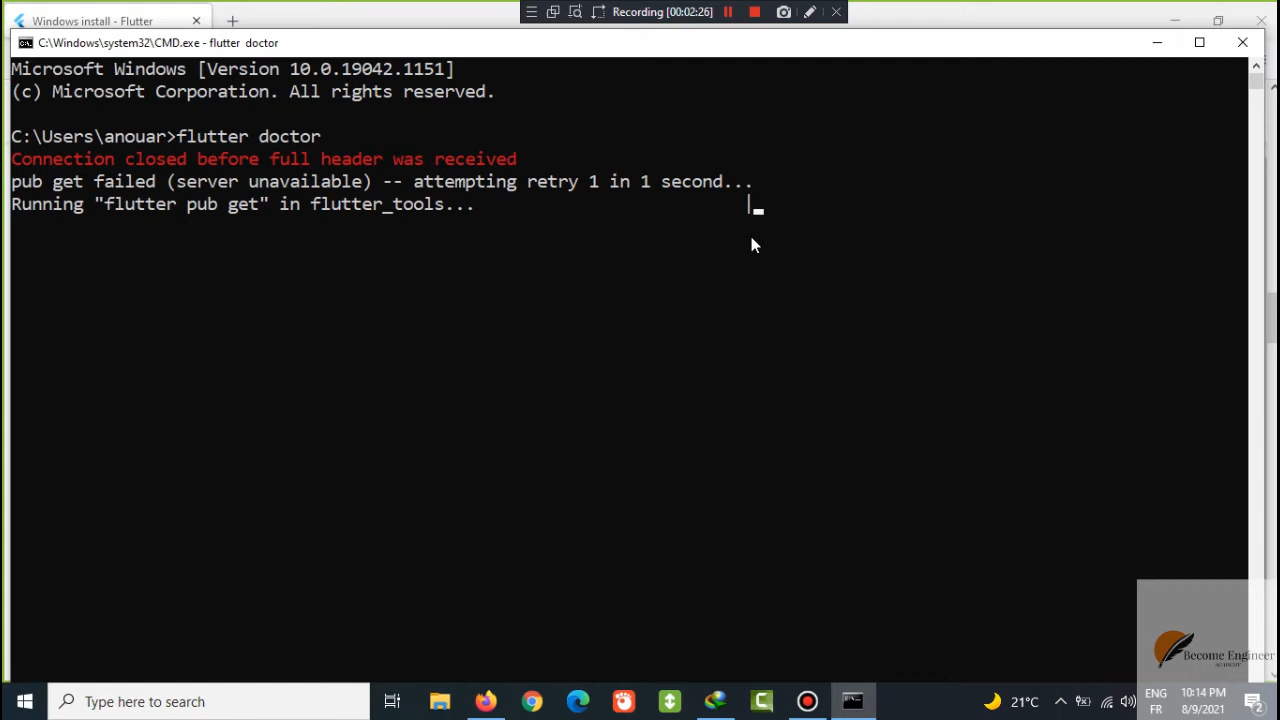 Windows install - Flutter
Recording [00:02:26]
C:\Windows\system32\CMD.exe - flutter doctor
Microsoft Windows [Version 10.0.19042.1151]
(c) Microsoft Corporation. All rights reserved.
C:\Users\anouar>flutter doctor
Connection closed before full header was received
pub get failed (server unavailable) -- attempting retry 1 in 1 second...
Running "flutter pub get" in flutter_tools...
Become Engineer
ACADEMY
Type here to search
21°C
ENG
FR
10:14 PM
8/9/2021
2